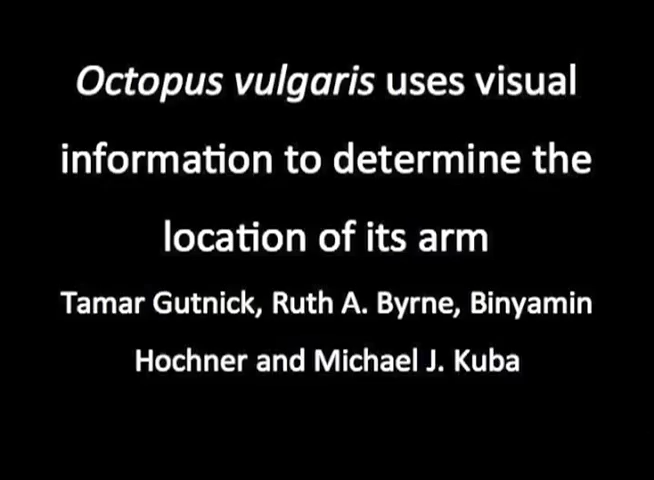 Octopus vulgaris uses visual
information to determine the
location of its arm
Tamar Gutnick, Ruth A. Byrne, Binyamin
Hochner and Michael J. Kuba